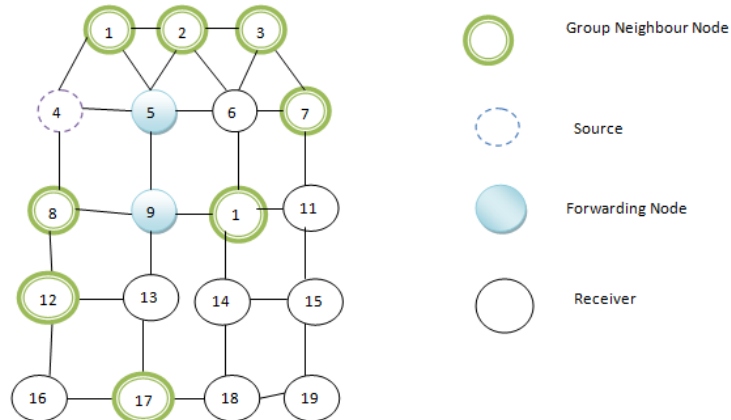 1 2 3 Group Neighbour Node
4 5 6 7 Source
8 9 1 11 Forwarding Node
12 13 14 15 Receiver
16 17 18 19